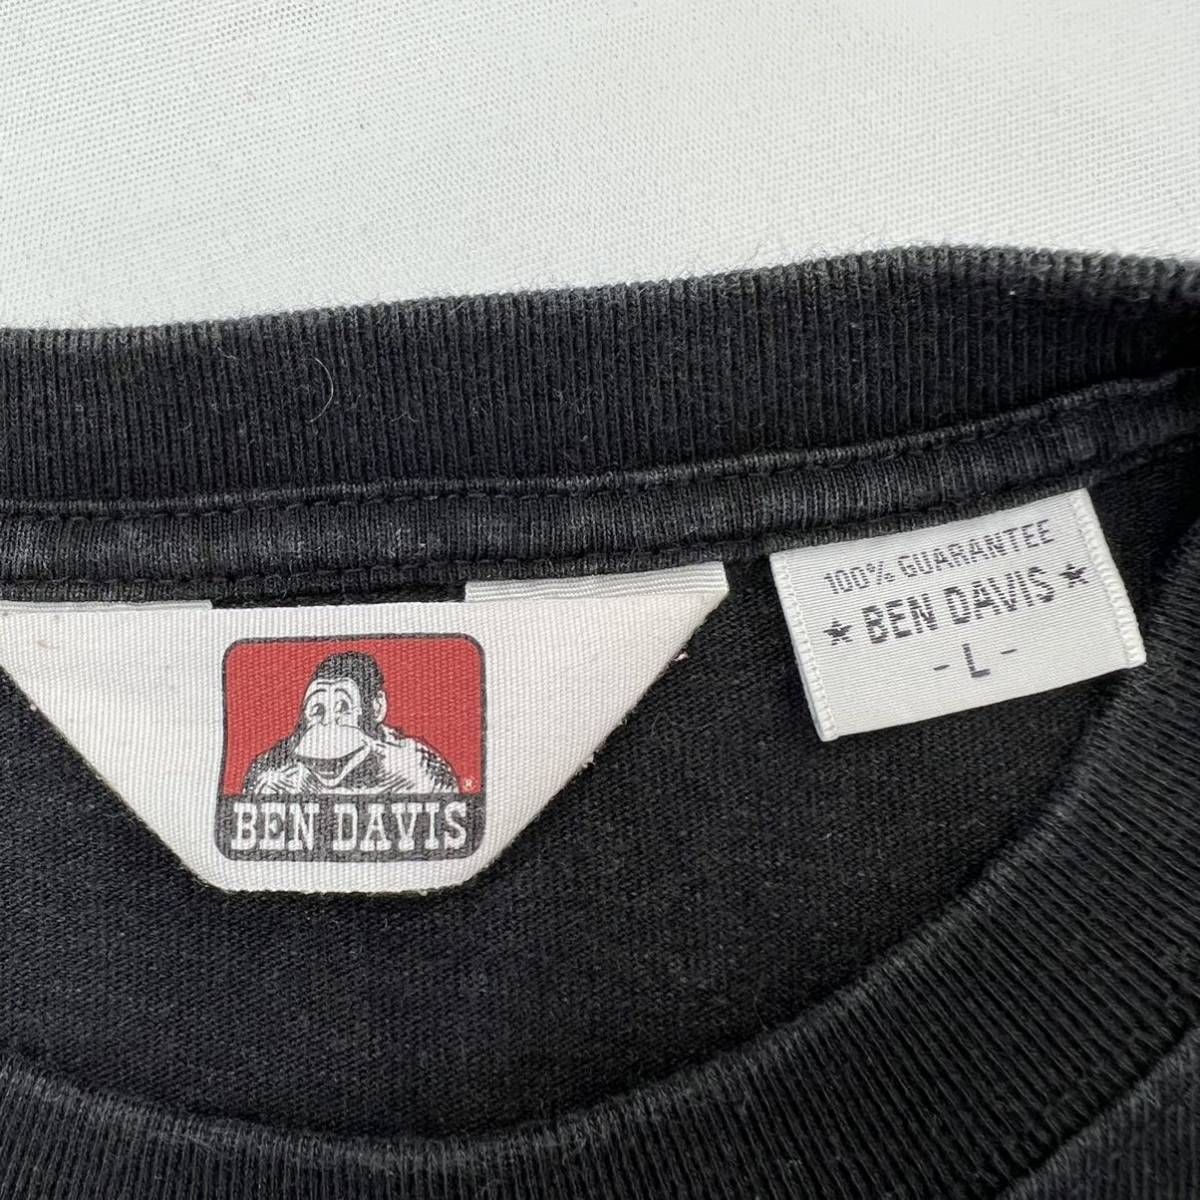 100% GUARANTEE
★ BEN DAVIS ★
- L -
®
BEN DAVIS